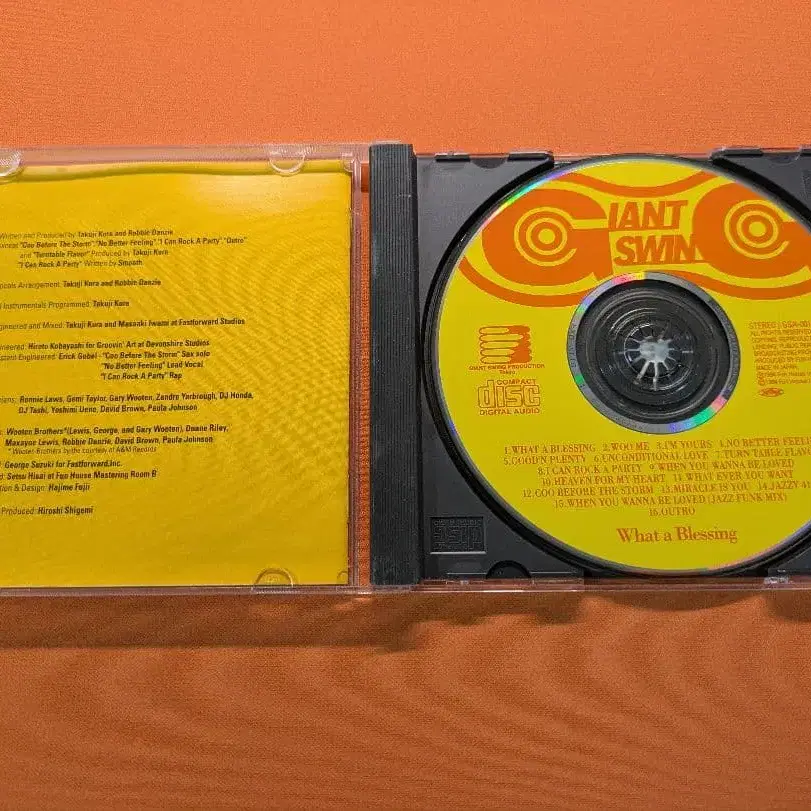 Written and Produced by Takuji Kura and Robbie Danzie
vocal "Coo Before The Storm","No Better Feeling","I Can Rock A Party","Outro"
and "Turntable Flavor" Produced by Takuji Kura
"I Can Rock A Party" Written by
Arrangement: Takuji Kura and Robbie Danzie
Instruments Programmed: Takuji Kura
and Mixed: Takuji Kura and Masaaki Iwami at Fastforward Studios
Hiroto Kobayashi for Groovin' Art at Devonshire Studios
Engineered: Erick Gobel - "Coo Before The Storm" Sax solo
"No Better Feeling" Lead Vocal
"I Can Rock A Party" Rap
Ronnie Laws, Gemi Taylor, Gary Wooten, Zendre Yarbrough, DJ Honda,
DJ Tashi, Yoshimi Ueno, David Brown, Paula Johnson
Wooten Brothers*(Lewis, George, and Gary Wooten), Duane Riley,
Maxayor Lewis, Robbie Danzie, David Brown, Paula Johnson
* Wooten Brothers by the courtesy of A&M Records
George Suzuki for Fastforward,Inc.
Setsu Hisai at Fun House Mastering Room B
& Design: Hajime Fujii
Produced: Hiroshi Shigemi
GIANT
SWIN
GIANT SWING PRODUCTION
TOKYO
COMPACT
disc
DIGITAL AUDIO
STEREO
MADE IN JAPAN
1.WHAT A BLESSING 2.WOO ME 3.I'M YOURS 4.NO BETTER
5.GOOD'N PLENTY 6.UNCONDITIONAL LOVE 7.TURN TABLE
8.I CAN ROCK A PARTY 9.WHEN YOU WANNA BE LOVED
10.HEAVEN FOR MY HEART 11.WHAT EVER YOU WANT
12.COO BEFORE THE STORM 13.MIRACLE IS YOU 14.JAZZY
15.WHEN YOU WANNA BE LOVED (JAZZ FUNK MIX)
16.OUTRO
What a Blessing